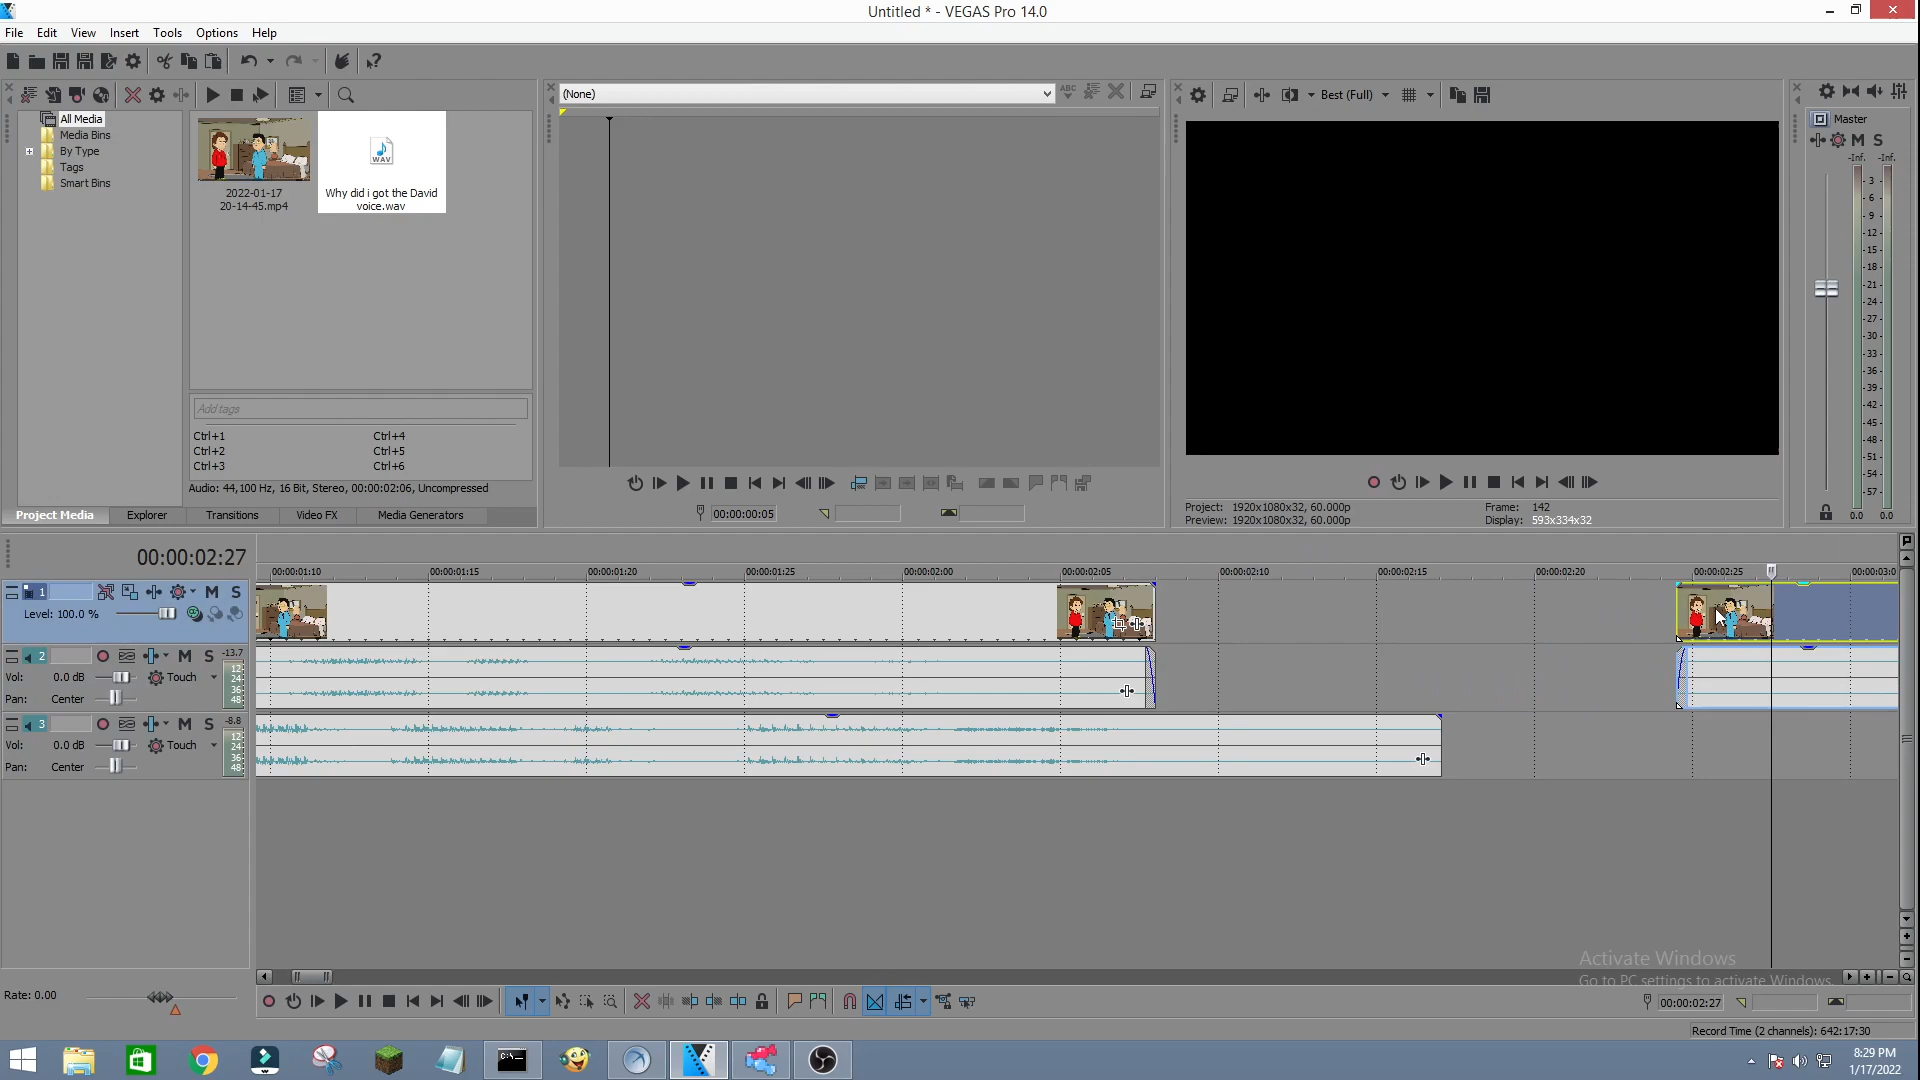 Untitled * - VEGAS Pro 14.0
File Edit View Insert Tools Options Help
(None)
ABC
Best (Full)
All Media
Media Bins
By Type
Tags
Smart Bins
2022-01-17
20-14-45.mp4
WAV
Why did i got the David
voice.wav
Add tags
Ctrl+1 Ctrl+4
Ctrl+2 Ctrl+5
Ctrl+3 Ctrl+6
Audio: 44,100 Hz, 16 Bit, Stereo, 00:00:02:06, Uncompressed
Project Media Explorer Transitions Video FX Media Generators
00:00:00:05
Project: 1920x1080x32, 60.000p Frame: 142
Preview: 1920x1080x32, 60.000p Display: 593x334x32
Master
M S
-Inf. -Inf.
- 3 -
- 6 -
- 9 -
-12-
-15-
-18-
-21-
-24-
-27-
-30-
-33-
-36-
-39-
-42-
-45-
-48-
-51-
-54-
-57-
0.0 0.0
00:00:02:27
00:00:01:10 00:00:01:15 00:00:01:20 00:00:01:25 00:00:02:00 00:00:02:05 00:00:02:10 00:00:02:15 00:00:02:20 00:00:02:25 00:00:03:0
1 M S
Level: 100.0 %
2 M S -13.7
Vol: 0.0 dB Touch
Pan: Center
12-
24-
36-
48-
3 M S -8.8
Vol: 0.0 dB Touch
Pan: Center
12-
24-
36-
48-
Activate Windows
Go to PC settings to activate Windows.
Rate: 0.00
00:00:02:27
Record Time (2 channels): 642:17:30
C:\_
8:29 PM
1/17/2022